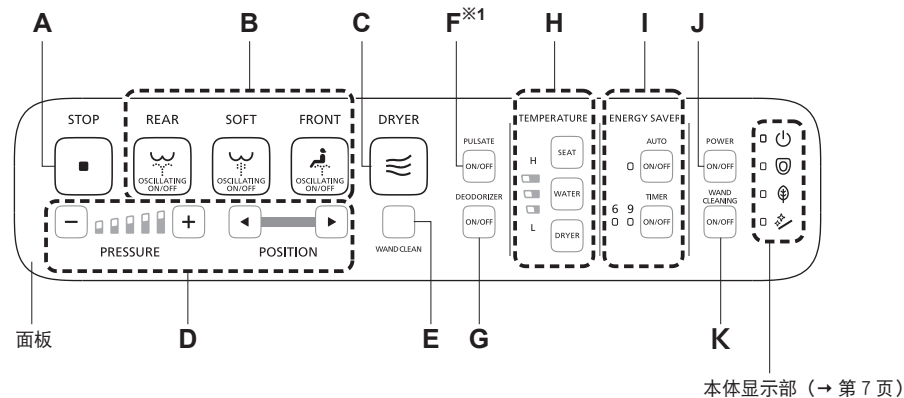 A
B
C
F※1
H
I
J
STOP
REAR
SOFT
FRONT
DRYER
OSCILLATING
ON/OFF
OSCILLATING
ON/OFF
OSCILLATING
ON/OFF
PULSATE
ON/OFF
DEODORIZER
ON/OFF
TEMPERATURE
H
L
SEAT
WATER
DRYER
ENERGY SAVER
AUTO
ON/OFF
TIMER
6 9
ON/OFF
POWER
ON/OFF
WAND
CLEANING
ON/OFF
− +
PRESSURE
POSITION
WAND CLEAN
面板
D
E
G
K
本体显示部（→ 第 7 页）